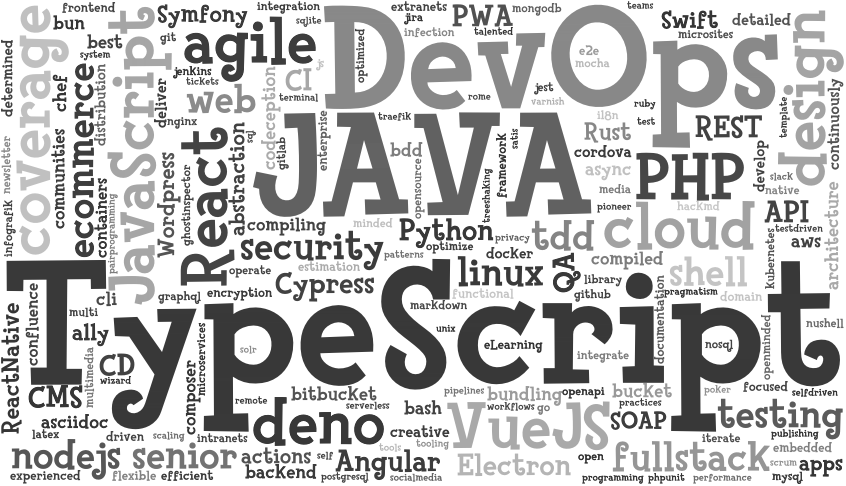 frontend
bun
best
system
git
Symfony
integration
sqlite
extranets
jira
infection
PWA
talented
mongodb
teams
Swift
microsites
detailed
determined
coverage
chef
ecommerce
distribution
JavaScript
deliver
jenkins
tickets
nginx
agile
web
CI
js
terminal
optimized
DevOps
e2e
mocha
rome
jest
varnish
ruby
test
REST
template
design
continuously
newsletter
infografik
communities
containers
pairprogramming
Wordpress
ghostinspector
React
abstraction
sql
codeception
gitlab
enterprise
JAVA
traefik
bdd
opensource
treeshaking
framework
satis
i18n
Rust
cordova
async
media
pioneer
PHP
hacKmd
develop
slack
native
API
testdriven
aws
architecture
compiling
minded
Python
optimize
privacy
tdd
cloud
Kubernetes
security
estimation
patterns
docker
compiled
operate
Cypress
linux
QA
library
github
shell
pragmatism
domain
TypeScript
cli
graphql
encryption
markdown
functional
documentation
nushell
ReactNative
confluence
multi
ally
multimedia
CD
wizard
composer
microservices
solr
unix
eLearning
integrate
nosql
openminded
focused
selfdriven
CMS
asciidoc
latex
driven
scaling
intranets
remote
deno
bitbucket
serverless
bash
creative
tooling
pipelines
bundling
workflows
go
openapi
bucket
practices
poker
SOAP
testing
publishing
VueJS
iterate
embedded
nodejs
senior
actions
self
tools
Angular
Electron
open
fullstack
scrum
apps
experienced
flexible
efficient
backend
postgresql
socialmedia
programming
phpunit
performance
mysql